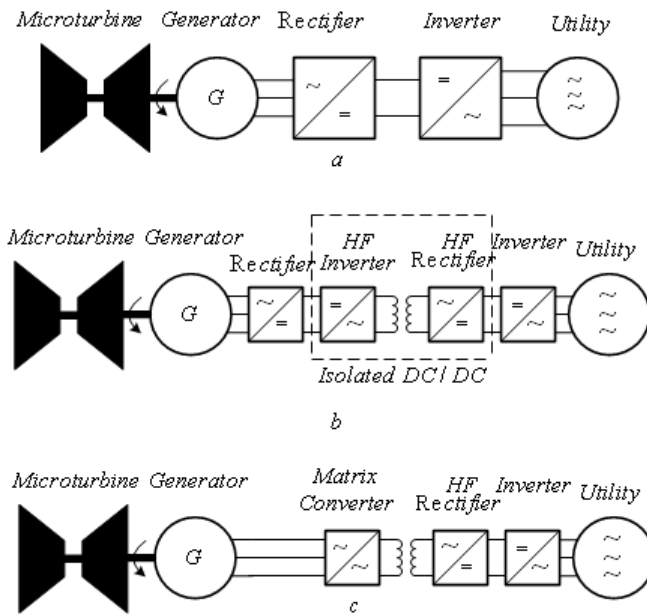 Microturbine Generator Rectifier Inverter Utility
G ~ = = ~ ~ ~ ~
a
Microturbine Generator Rectifier HF Inverter HF Rectifier Inverter Utility
G ~ = = ~ ~ = = ~ ~ ~ ~
Isolated DC/DC
b
Microturbine Generator Matrix Converter HF Rectifier Inverter Utility
G ~ ~ ~ = = ~ ~ ~ ~
c